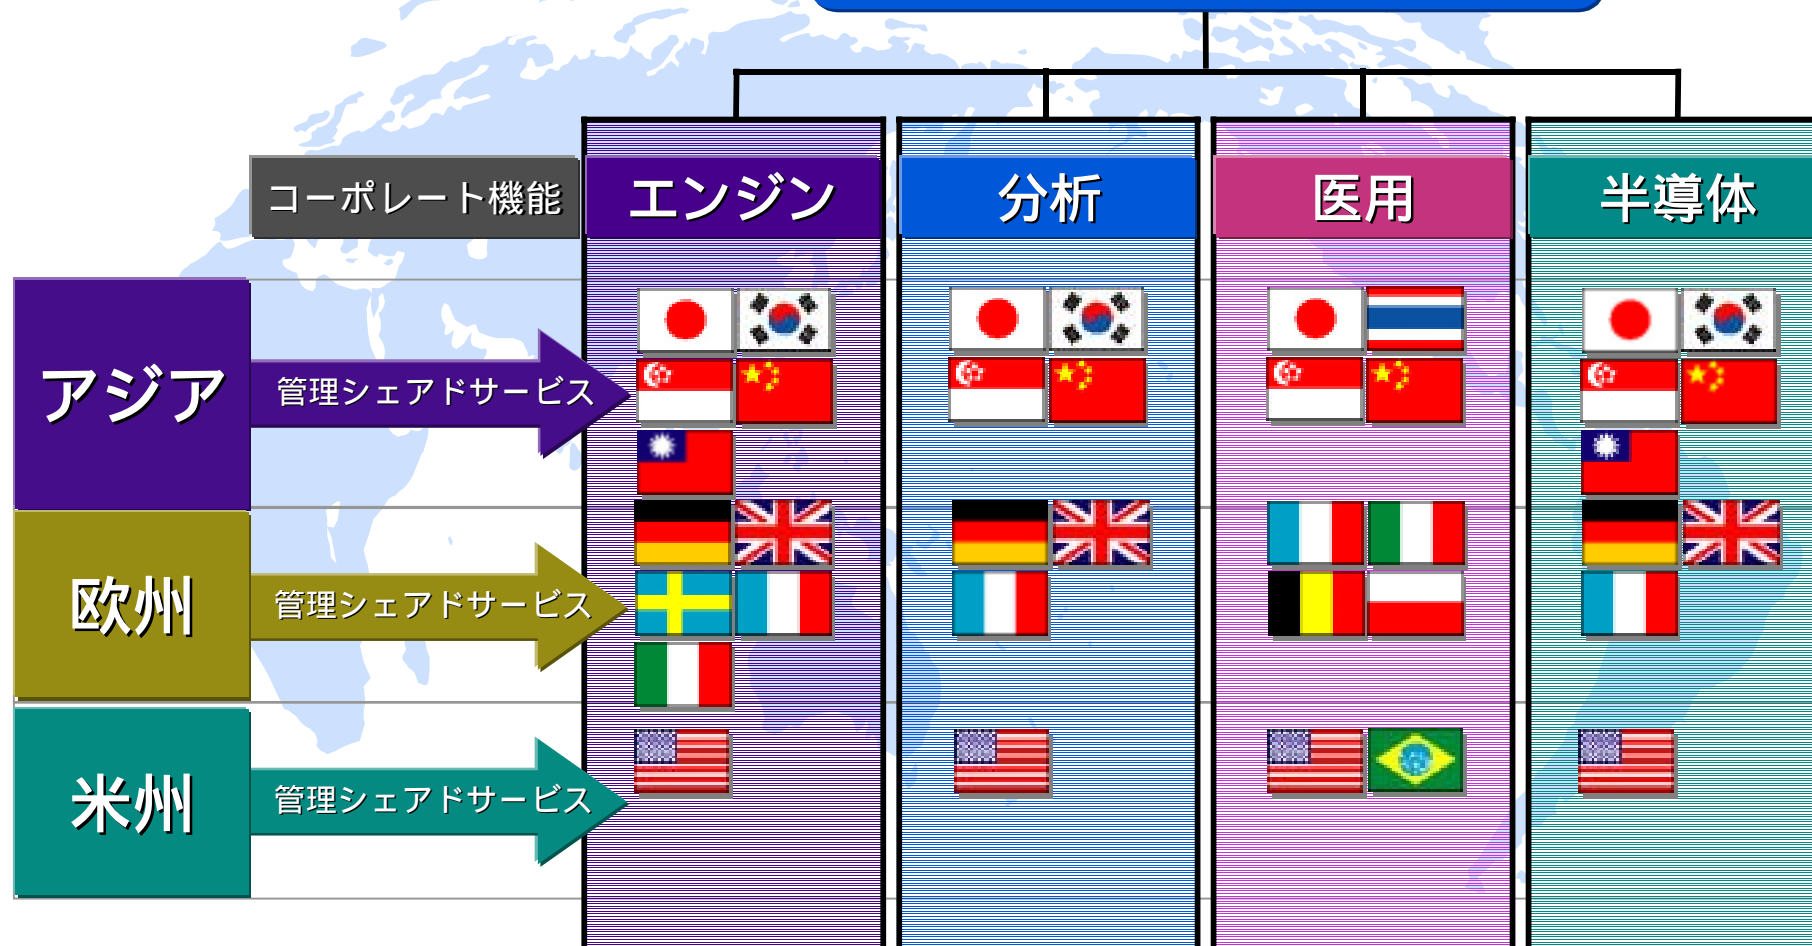 コーポレート機能
エンジン
分析
医用
半導体
アジア
管理シェアドサービス
欧州
管理シェアドサービス
米州
管理シェアドサービス